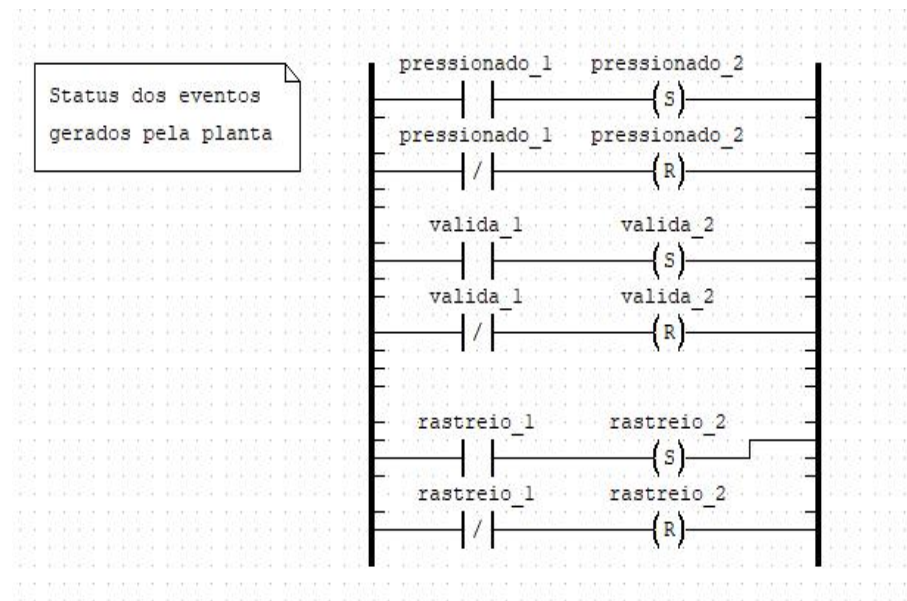 Status dos eventos
gerados pela planta
pressionado_1 pressionado_2
S
pressionado_1 pressionado_2
/ R
valida_1 valida_2
S
valida_1 valida_2
/ R
rastreio_1 rastreio_2
S
rastreio_1 rastreio_2
/ R